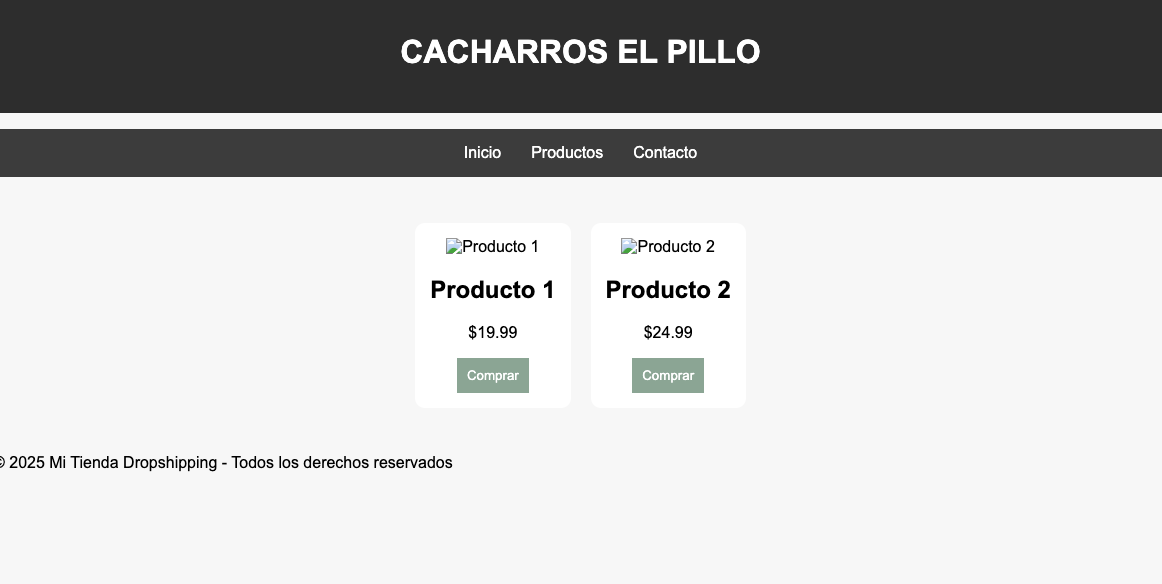 CACHARROS EL PILLO
Inicio Productos Contacto
Producto 1 Producto 2
Producto 1 Producto 2
$19.99 $24.99
Comprar Comprar
© 2025 Mi Tienda Dropshipping - Todos los derechos reservados